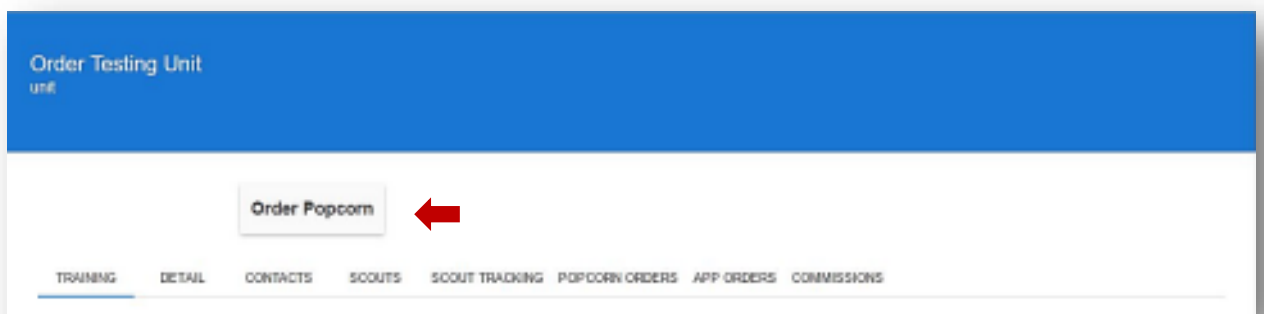 Order Testing Unit
unit
Order Popcorn
TRAINING DETAIL CONTACTS SCOUTS SCOUT TRACKING POPCORN ORDERS APP ORDERS COMMISSIONS